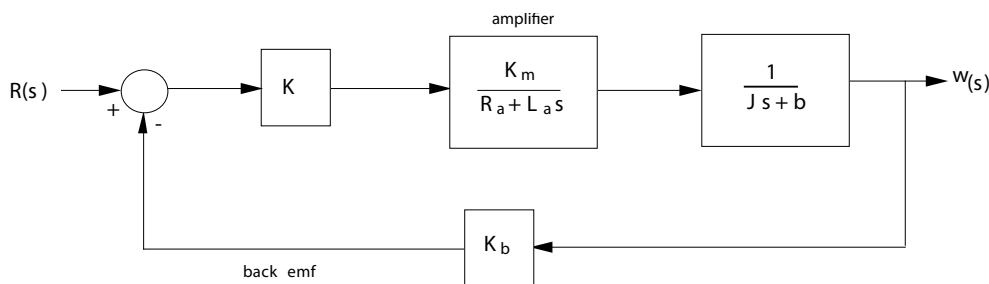 amplifier
R(s)
+
-
K
K m
R a + L a s
1
J s + b
w(s)
K b
back emf